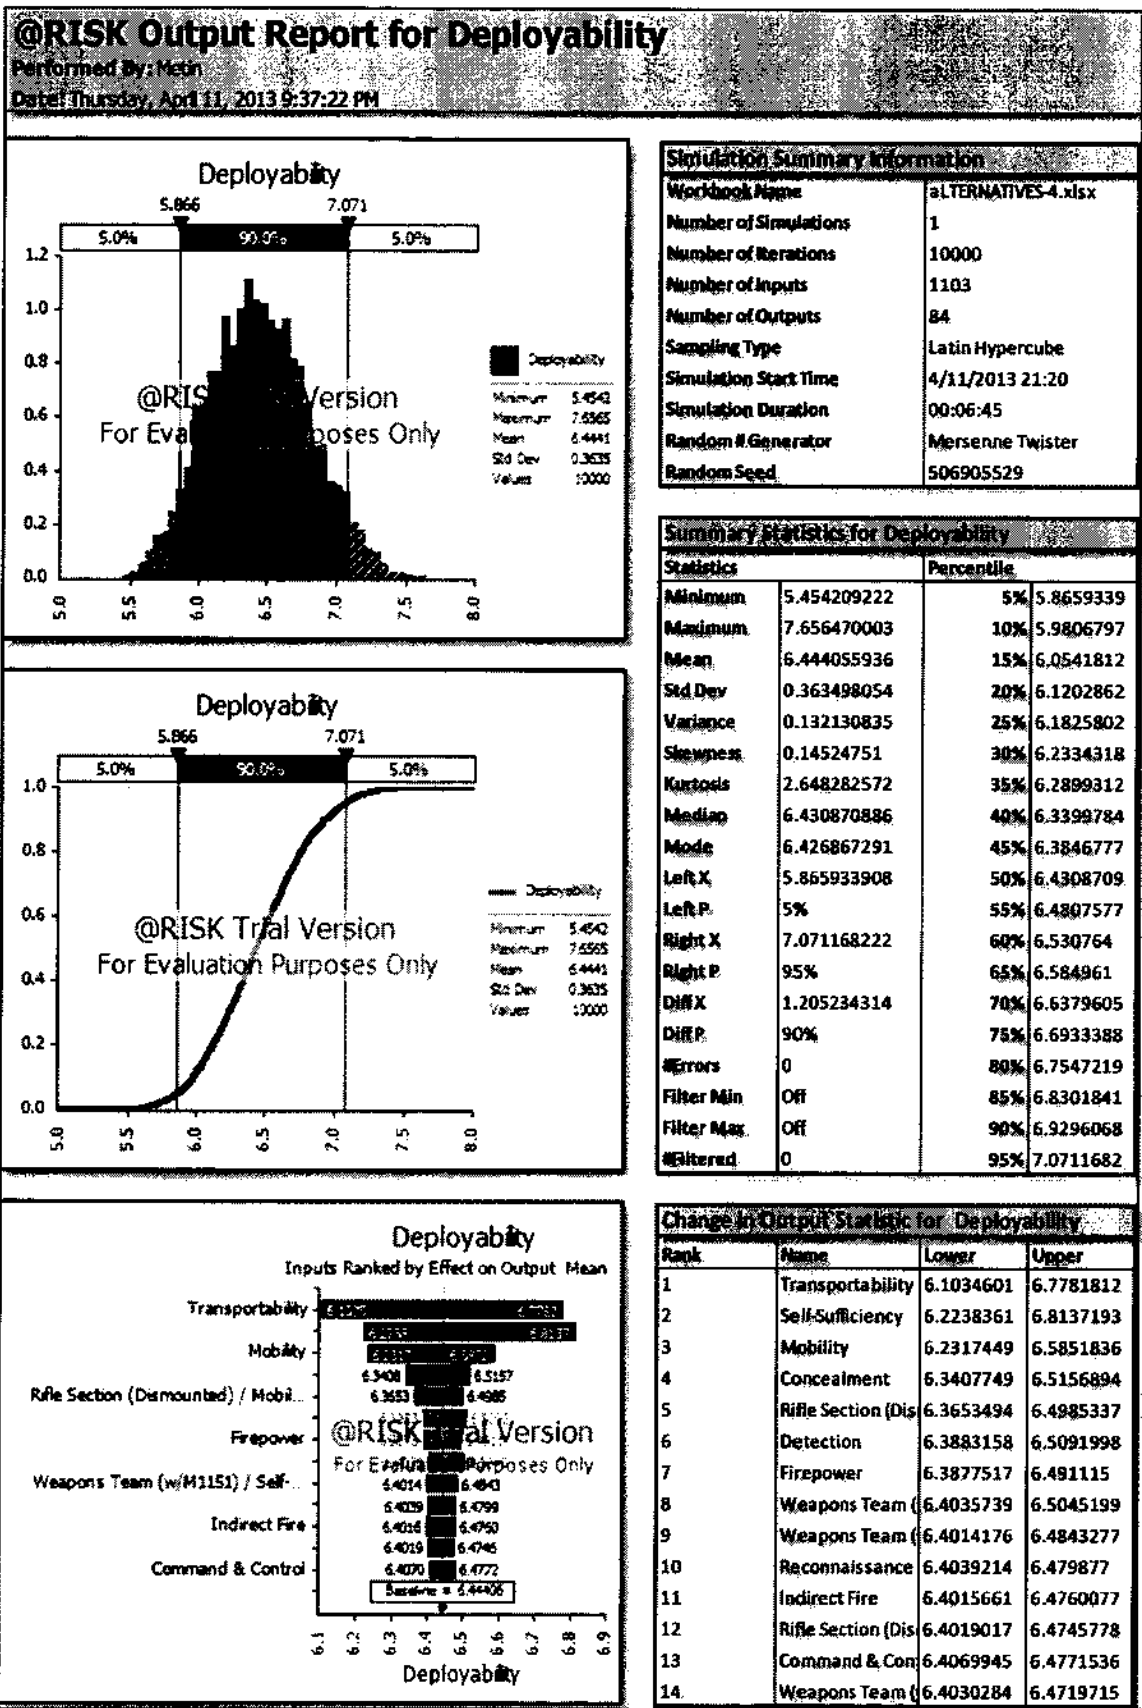 @RISK Output Report for Deployability
Performed By: Metin
Date: Thursday, April 11, 2013 9:37:22 PM
Deployability
5.866 7.071
5.0% 90.0% 5.0%
1.2
1.0
0.8
0.6
0.4
0.2
0.0
5.0 5.5 6.0 6.5 7.0 7.5 8.0
@RIS Version
For Eva poses Only
Deployability
Minimum 5.4542
Maximum 7.6565
Mean 6.4441
Std Dev 0.3635
Values 10000
Simulation Summary Information
Workbook Name aLTERNATIVES-4.xlsx
Number of Simulations 1
Number of Iterations 10000
Number of Inputs 1103
Number of Outputs 84
Sampling Type Latin Hypercube
Simulation Start Time 4/11/2013 21:20
Simulation Duration 00:06:45
Random # Generator Mersenne Twister
Random Seed 506905529
Deployability
5.866 7.071
5.0% 90.0% 5.0%
1.0
0.8
0.6
0.4
0.2
0.0
5.0 5.5 6.0 6.5 7.0 7.5 8.0
@RISK Trial Version
For Evaluation Purposes Only
Deployability
Minimum 5.4542
Maximum 7.6565
Mean 6.4441
Std Dev 0.3635
Values 10000
Summary Statistics for Deployability
Statistics Percentile
Minimum 5.454209222 5% 5.8659339
Maximum 7.656470003 10% 5.9806797
Mean 6.444055936 15% 6.0541812
Std Dev 0.363498054 20% 6.1202862
Variance 0.132130835 25% 6.1825802
Skewness 0.14524751 30% 6.2334318
Kurtosis 2.648282572 35% 6.2899312
Median 6.430870886 40% 6.3399784
Mode 6.426867291 45% 6.3846777
Left X 5.865933908 50% 6.4308709
Left P 5% 55% 6.4807577
Right X 7.071168222 60% 6.530764
Right P 95% 65% 6.584961
Diff X 1.205234314 70% 6.6379605
Diff P 90% 75% 6.6933388
#Errors 0 80% 6.7547219
Filter Min Off 85% 6.8301841
Filter Max Off 90% 6.9296068
#Filtered 0 95% 7.0711682
Deployability
Inputs Ranked by Effect on Output Mean
Transportability
Mobility
6.3408 6.5157
Rifle Section (Dismounted) / Mobil... 6.3653 6.4985
Firepower
@RISK Trial Version
For Evaluation Purposes Only
Weapons Team (w/M1151) / Self-... 6.4014 6.4843
6.4039 6.4799
Indirect Fire 6.4016 6.4760
6.4019 6.4746
Command & Control 6.4070 6.4772
Baseline = 6.44406
6.1 6.2 6.3 6.4 6.5 6.6 6.7 6.8 6.9
Deployability
Change in Output Statistic for Deployability
Rank Name Lower Upper
1 Transportability 6.1034601 6.7781812
2 Self-Sufficiency 6.2238361 6.8137193
3 Mobility 6.2317449 6.5851836
4 Concealment 6.3407749 6.5156894
5 Rifle Section (Dis 6.3653494 6.4985337
6 Detection 6.3883158 6.5091998
7 Firepower 6.3877517 6.491115
8 Weapons Team ( 6.4035739 6.5045199
9 Weapons Team ( 6.4014176 6.4843277
10 Reconnaissance 6.4039214 6.479877
11 Indirect Fire 6.4015661 6.4760077
12 Rifle Section (Dis 6.4019017 6.4745778
13 Command & Con 6.4069945 6.4771536
14 Weapons Team ( 6.4030284 6.4719715